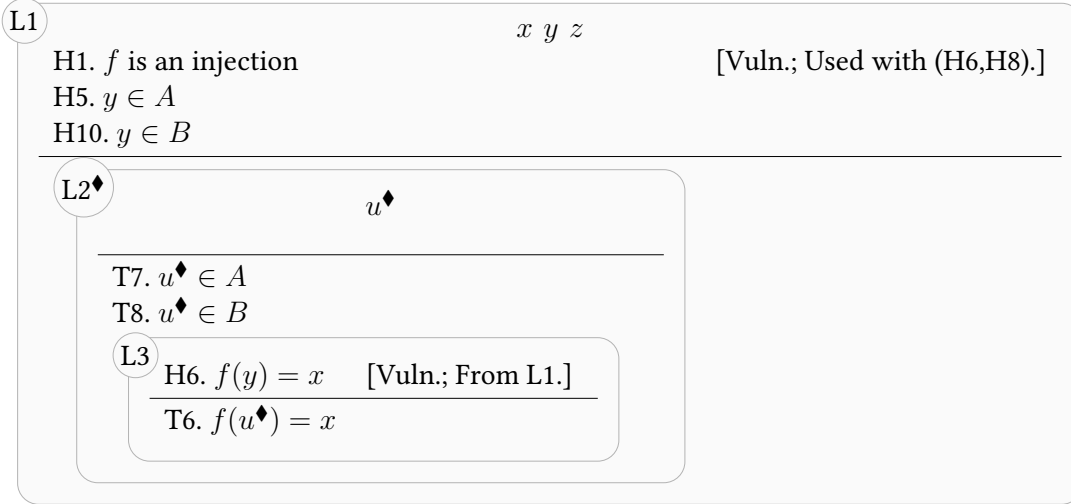 L1
x y z
H1. f is an injection [Vuln.; Used with (H6,H8).]
H5. y ∈ A
H10. y ∈ B
L2♦
u♦
T7. u♦ ∈ A
T8. u♦ ∈ B
L3
H6. f(y) = x [Vuln.; From L1.]
T6. f(u♦) = x